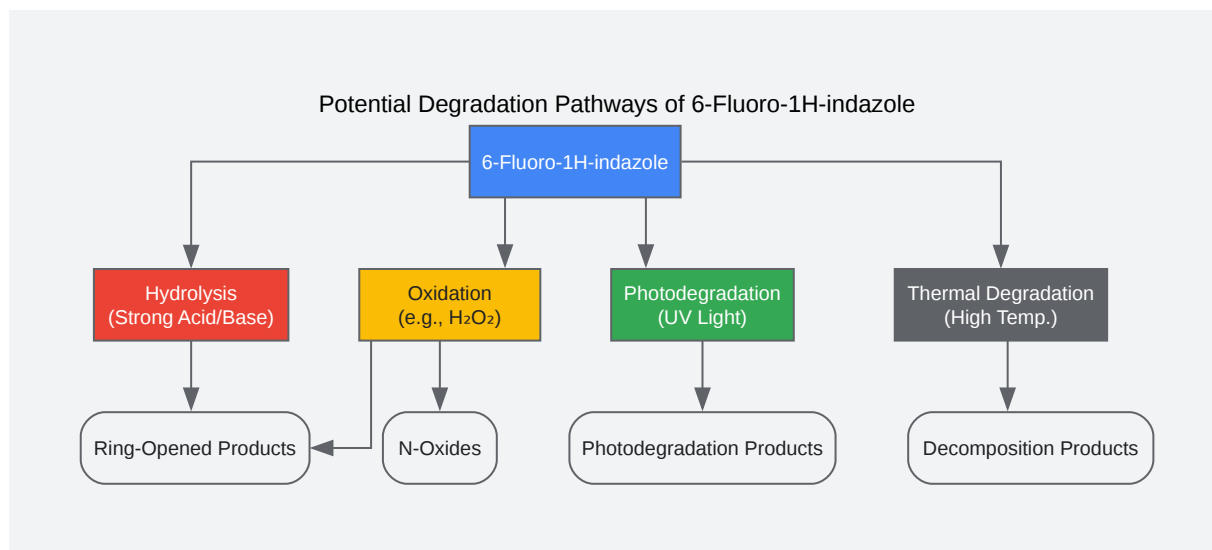 Potential Degradation Pathways of 6-Fluoro-1H-indazole
6-Fluoro-1H-indazole
Hydrolysis
(Strong Acid/Base)
Oxidation
(e.g., H₂O₂)
Photodegradation
(UV Light)
Thermal Degradation
(High Temp.)
Ring-Opened Products
N-Oxides
Photodegradation Products
Decomposition Products